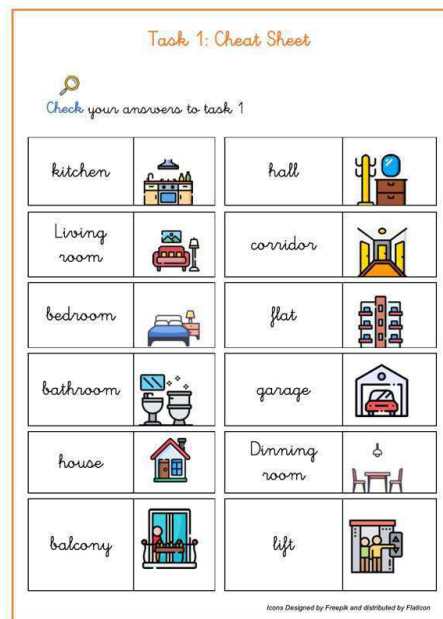 Task 1: Cheat Sheet
Check your answers to task 1
kitchen
hall
Living
room
corridor
bedroom
flat
bathroom
garage
house
Dinning
room
balcony
lift
Icons Designed by Freepik and distributed by Flaticon